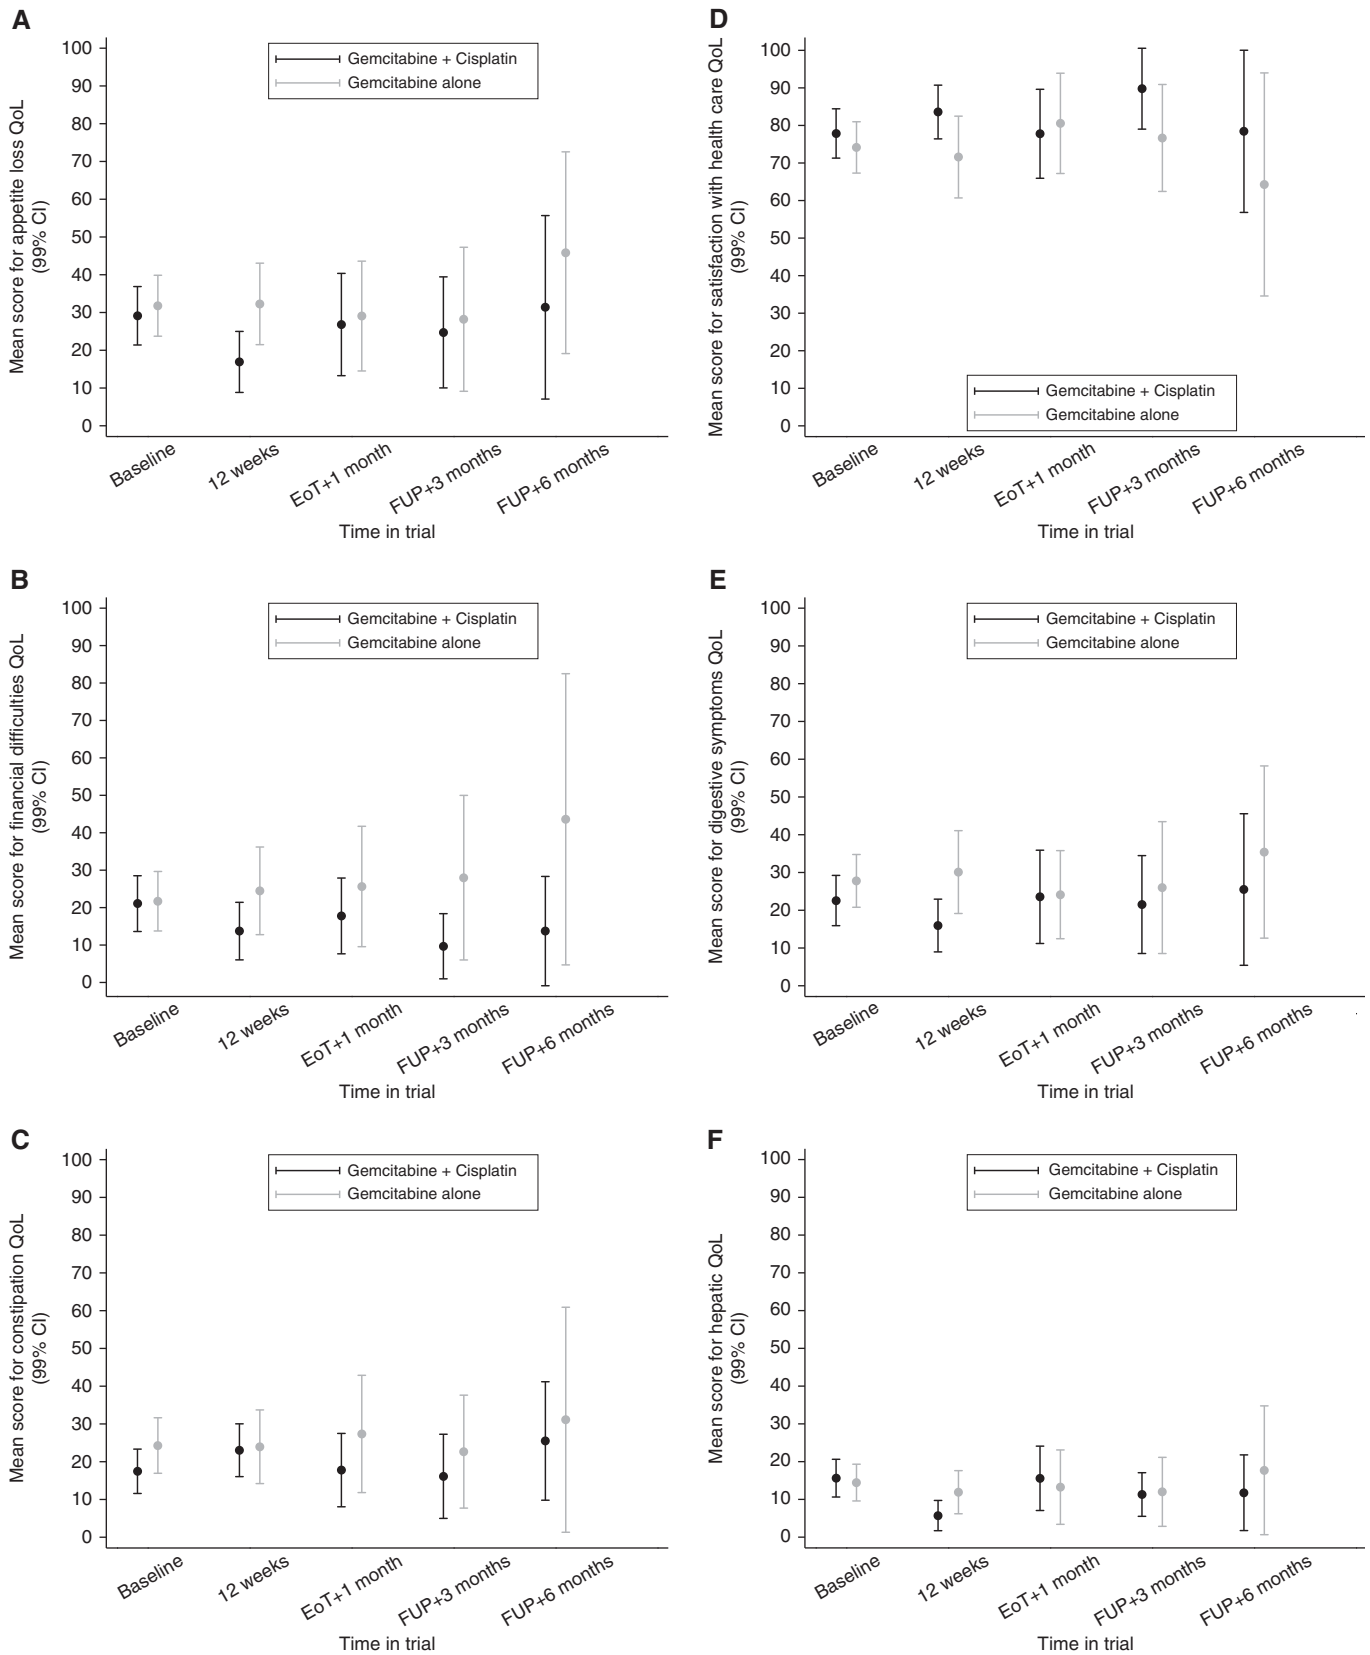 A
Mean score for appetite loss QoL
(99% CI)
100
90
80
70
60
50
40
30
20
10
0
Gemcitabine + Cisplatin
Gemcitabine alone
Baseline
12 weeks
EoT+1 month
FUP+3 months
FUP+6 months
Time in trial
D
Mean score for satisfaction with health care QoL
(99% CI)
100
90
80
70
60
50
40
30
20
10
0
Gemcitabine + Cisplatin
Gemcitabine alone
Baseline
12 weeks
EoT+1 month
FUP+3 months
FUP+6 months
Time in trial
B
Mean score for financial difficulties QoL
(99% CI)
100
90
80
70
60
50
40
30
20
10
0
Gemcitabine + Cisplatin
Gemcitabine alone
Baseline
12 weeks
EoT+1 month
FUP+3 months
FUP+6 months
Time in trial
E
Mean score for digestive symptoms QoL
(99% CI)
100
90
80
70
60
50
40
30
20
10
0
Gemcitabine + Cisplatin
Gemcitabine alone
Baseline
12 weeks
EoT+1 month
FUP+3 months
FUP+6 months
Time in trial
C
Mean score for constipation QoL
(99% CI)
100
90
80
70
60
50
40
30
20
10
0
Gemcitabine + Cisplatin
Gemcitabine alone
Baseline
12 weeks
EoT+1 month
FUP+3 months
FUP+6 months
Time in trial
F
Mean score for hepatic QoL
(99% CI)
100
90
80
70
60
50
40
30
20
10
0
Gemcitabine + Cisplatin
Gemcitabine alone
Baseline
12 weeks
EoT+1 month
FUP+3 months
FUP+6 months
Time in trial